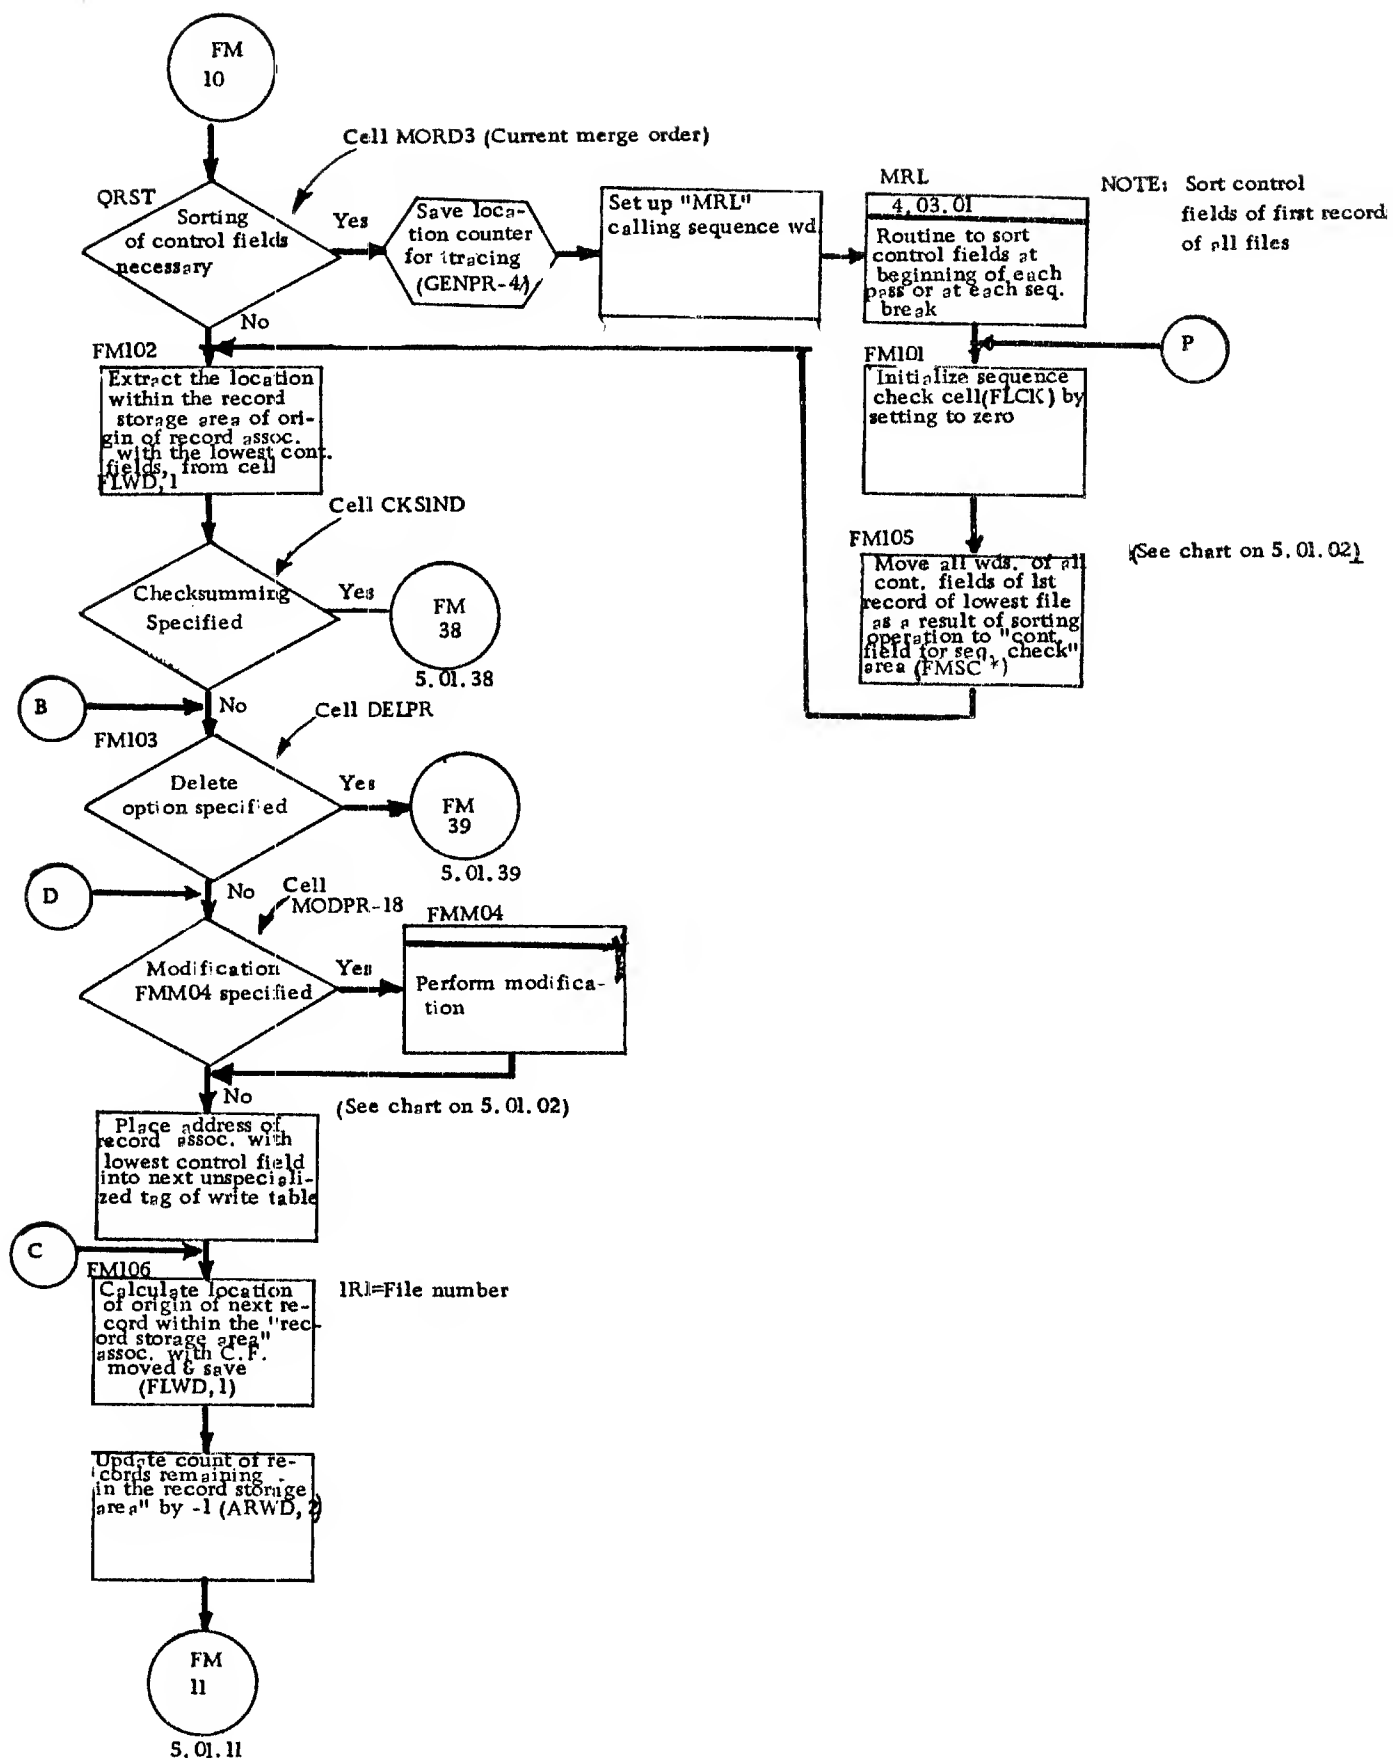 FM
10
Cell MORD3 (Current merge order)
QRST
Sorting
of control fields
necessary
Yes
Save loca-
tion counter
for tracing
(GENPR-4)
Set up "MRL"
calling sequence wd
MRL
4.03.01
Routine to sort
control fields at
beginning of each
pass or at each seq.
break
NOTE: Sort control
fields of first record
of all files
No
P
FM102
Extract the location
within the record
storage area of ori-
gin of record assoc.
with the lowest cont.
fields, from cell
FLWD,1
FM101
Initialize sequence
check cell(FLCK) by
setting to zero
Cell CKSIND
Checksumming
Specified
Yes
FM
38
5.01.38
FM105
Move all wds. of all
cont. fields of 1st
record of lowest file
as a result of sorting
operation to "cont.
field for seq. check"
area (FMSC*)
(See chart on 5.01.02)
B
No
Cell DELPR
FM103
Delete
option specified
Yes
FM
39
5.01.39
D
No
Cell
MODPR-18
Modification
FMM04 specified
Yes
FMM04
Perform modifica-
tion
No
(See chart on 5.01.02)
Place address of
record assoc. with
lowest control field
into next unspeciali-
zed tag of write table
C
FM106
Calculate location
of origin of next re-
cord within the "rec-
ord storage area"
assoc. with C.F.
moved & save
(FLWD,1)
IR1=File number
Update count of re-
cords remaining
in the record storage
area" by -1 (ARWD, 2)
FM
11
5.01.11